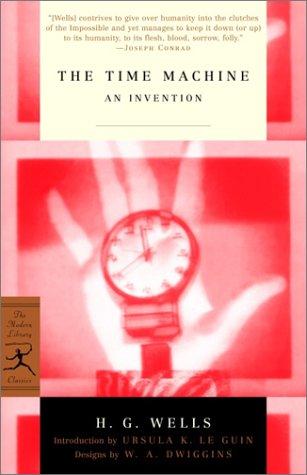 "[Wells] contrives to give over humanity into the clutches
of the Impossible and yet manages to keep it down (or up)
to its humanity, to its flesh, blood, sorrow, folly."
—JOSEPH CONRAD
THE TIME MACHINE
AN INVENTION
The
Modern Library
Classics
H. G. WELLS
Introduction by URSULA K. LE GUIN
Designs by W. A. DWIGGINS